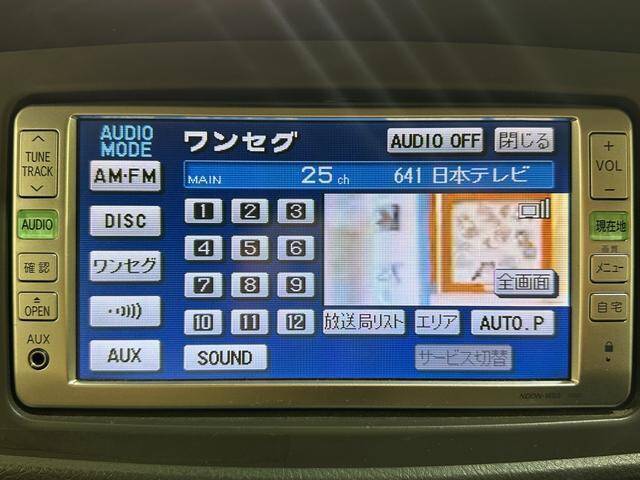 AUDIO MODE
ワンセグ
AUDIO OFF
閉じる
MAIN 25 ch 641 日本テレビ
AM・FM
DISC
ワンセグ
AUX
1 2 3
4 5 6
7 8 9
10 11 12
全画面
放送局リスト
エリア
AUTO.P
SOUND
サービス切替
TUNE TRACK
AUDIO
確認
OPEN
AUX
+
VOL
-
現在地
画質
メニュー
自宅